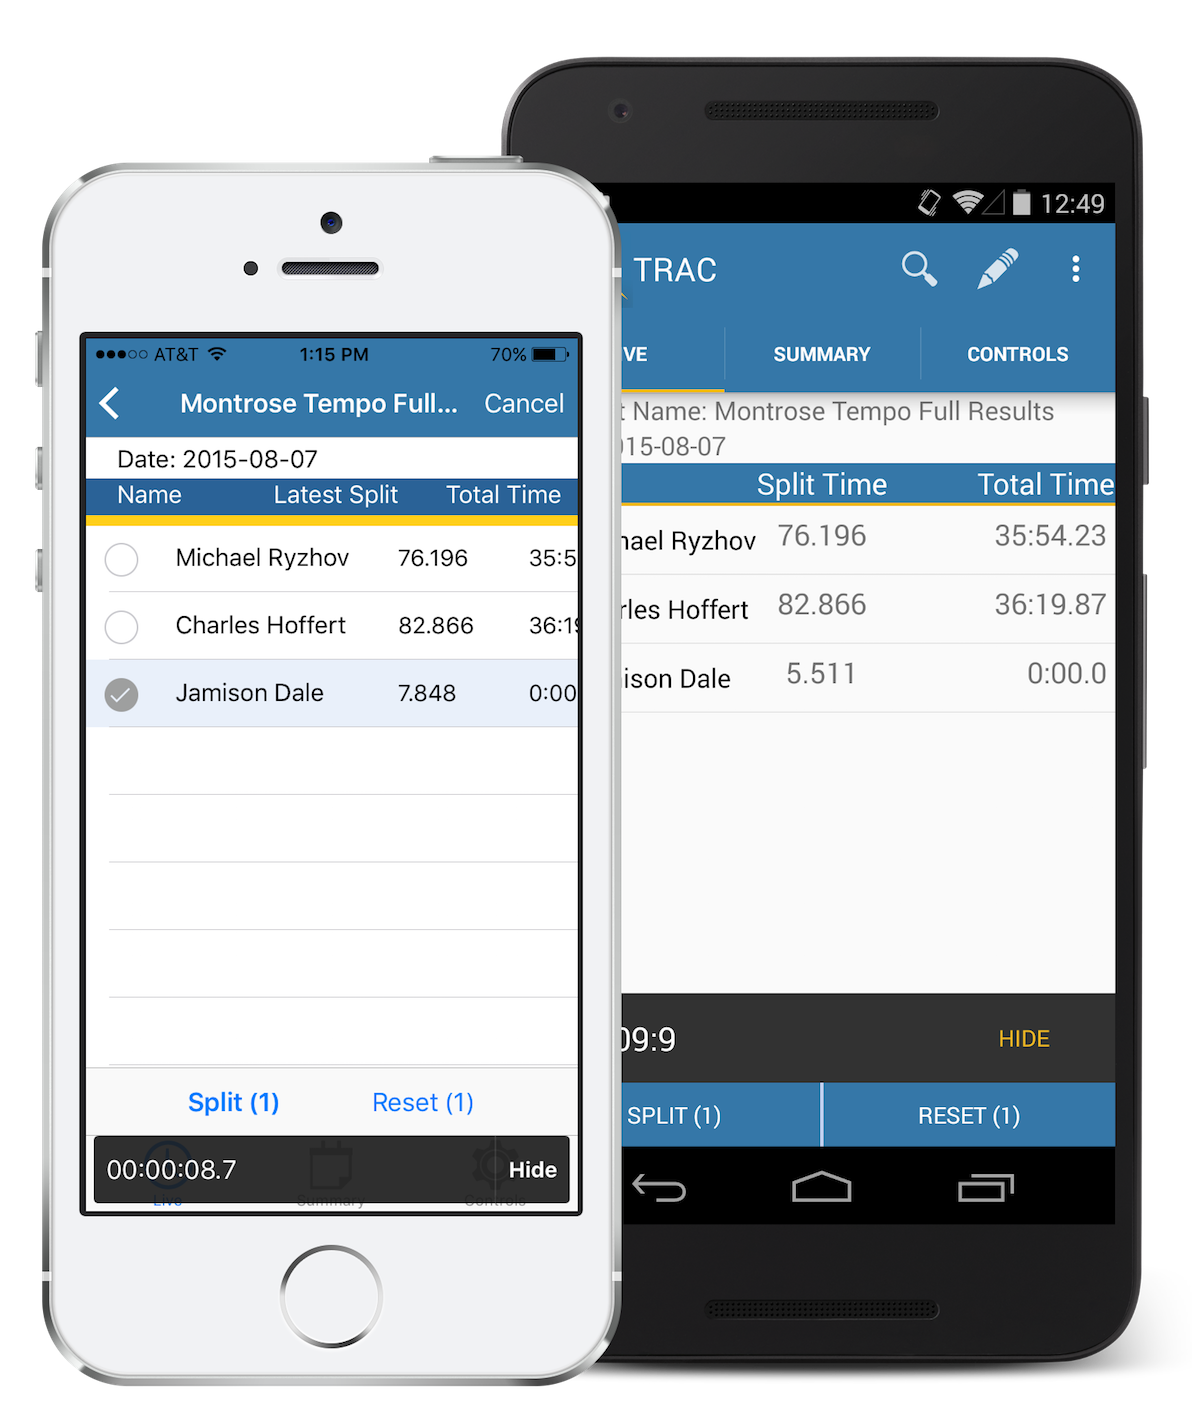 AT&T 1:15 PM 70%
Montrose Tempo Full... Cancel
Date: 2015-08-07
Name Latest Split Total Time
Michael Ryzhov 76.196 35:5
Charles Hoffert 82.866 36:19
Jamison Dale 7.848 0:00
Split (1) Reset (1)
00:00:08.7 Hide
Live Summary Controls
12:49
TRAC
VE SUMMARY CONTROLS
t Name: Montrose Tempo Full Results
15-08-07
Split Time Total Time
hael Ryzhov 76.196 35:54.23
rles Hoffert 82.866 36:19.87
ison Dale 5.511 0:00.0
09:9 HIDE
SPLIT (1) RESET (1)